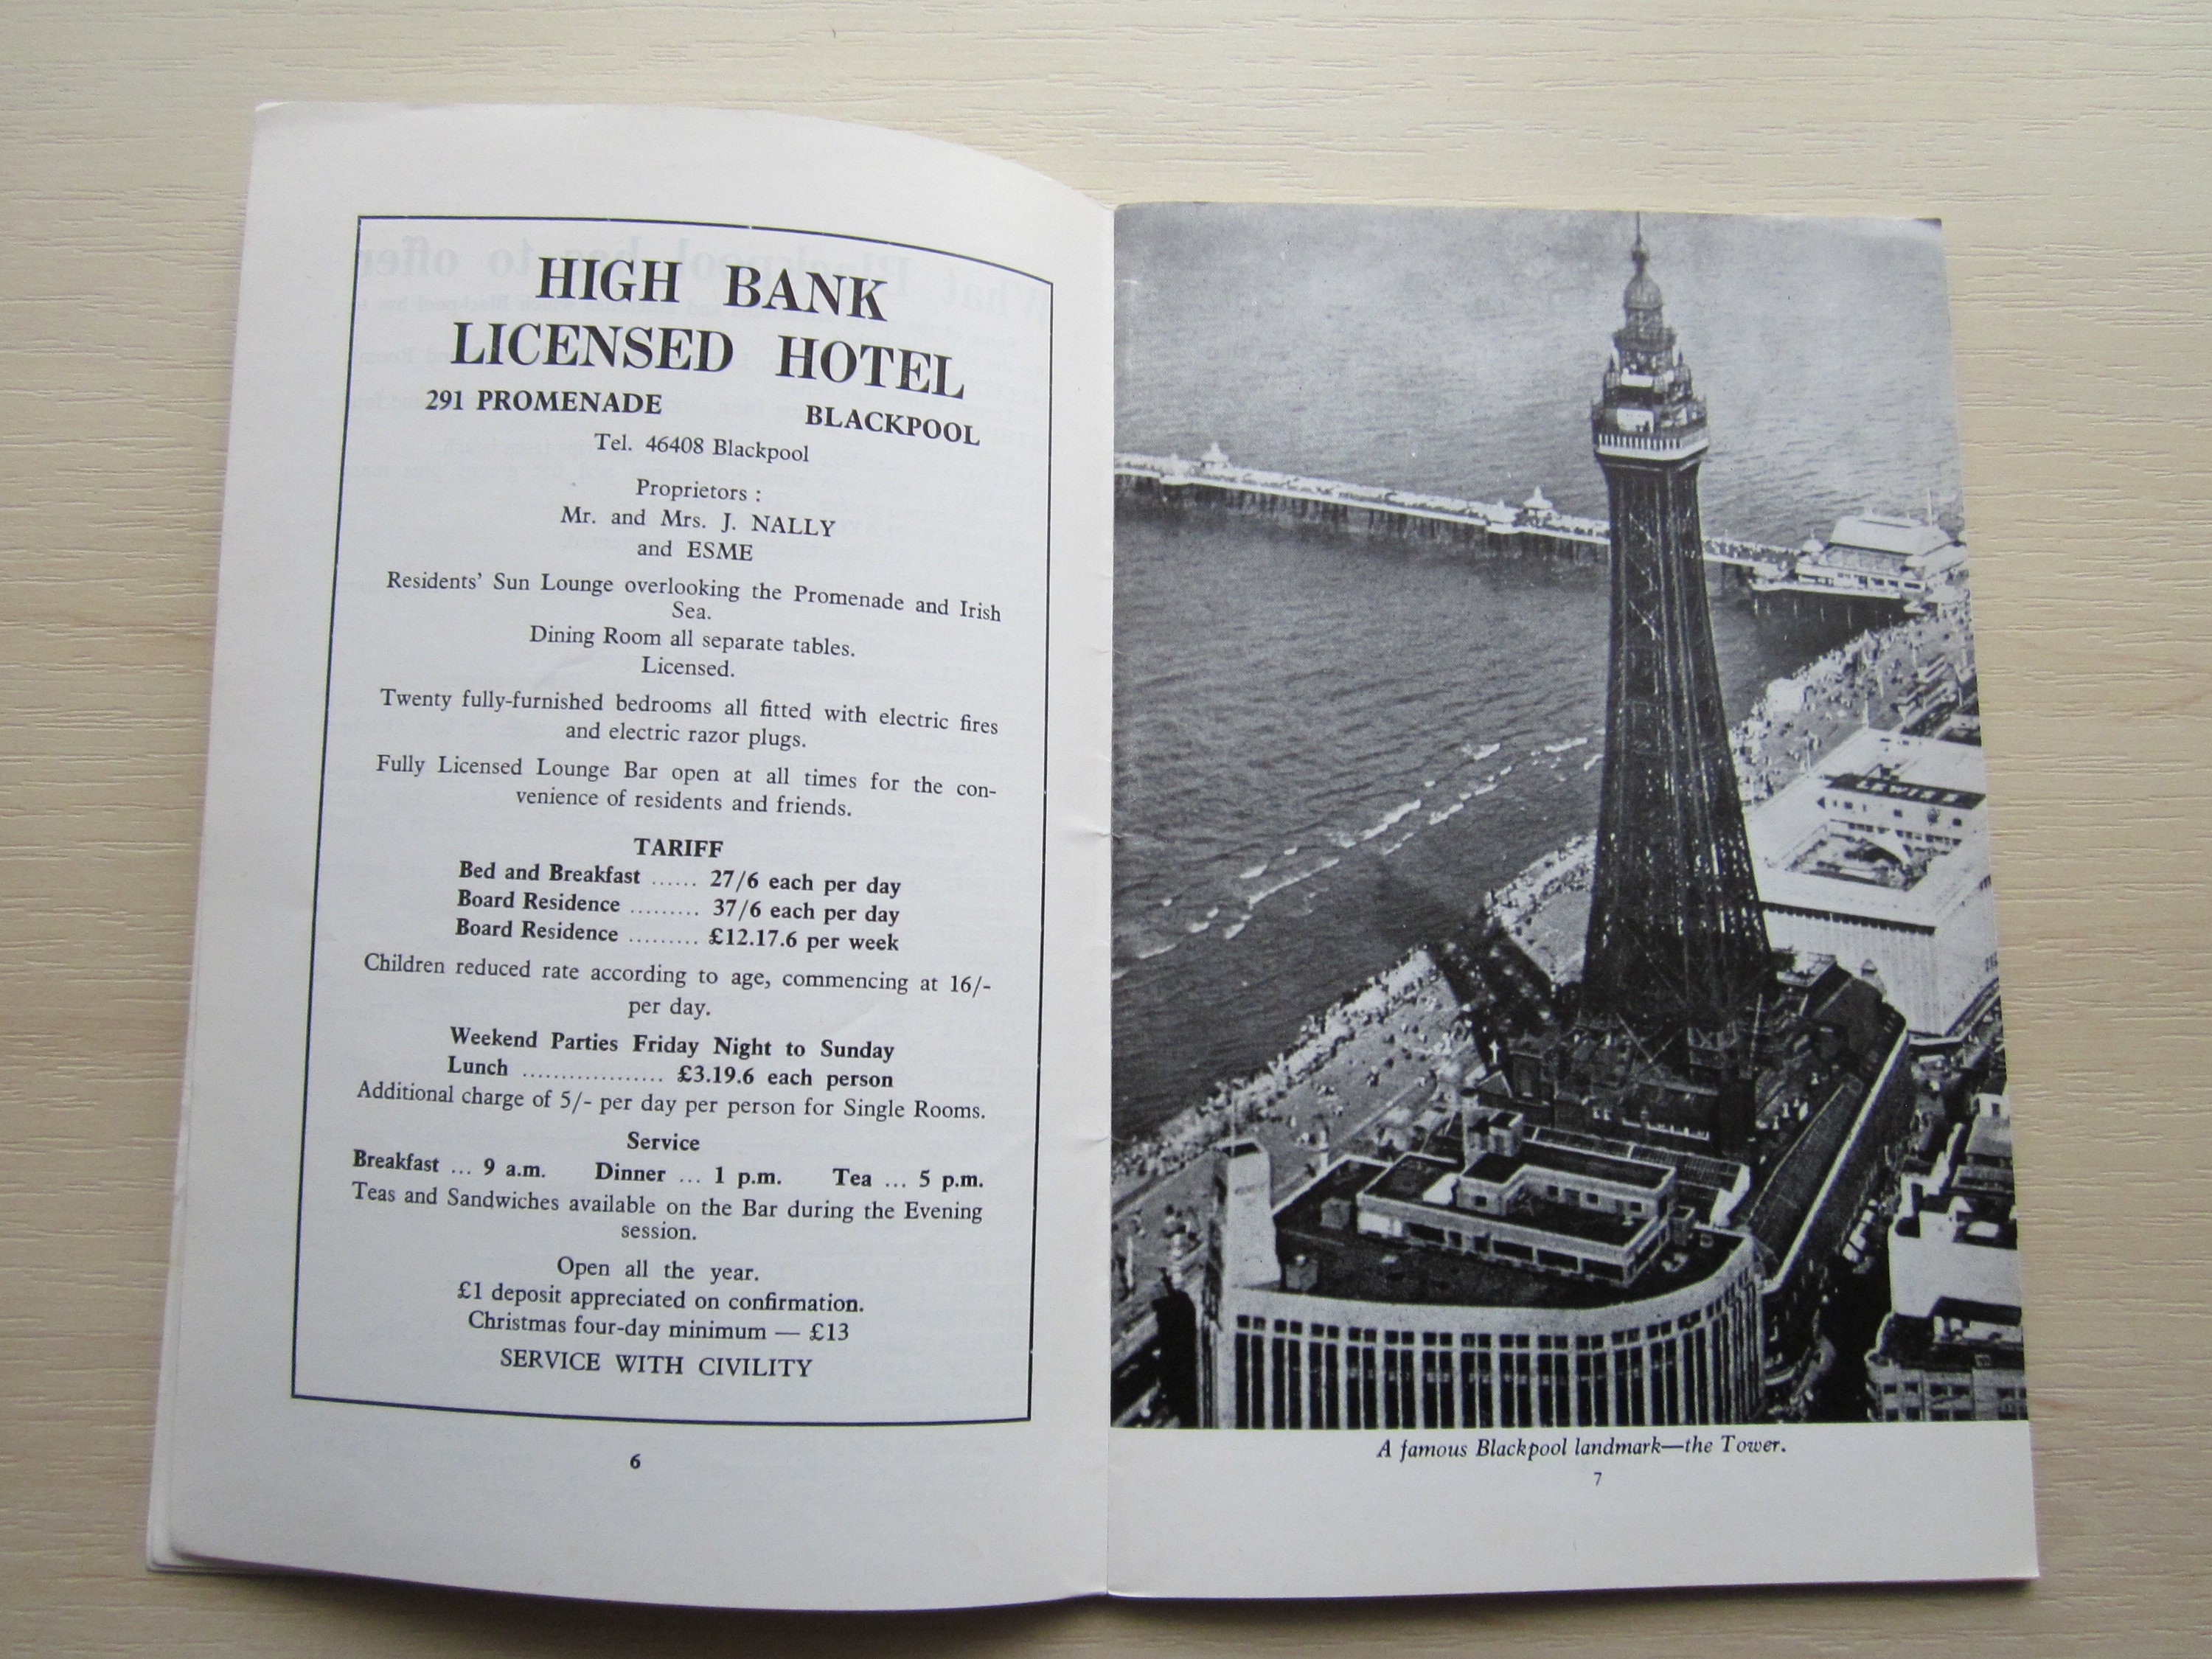 HIGH BANK
LICENSED HOTEL
291 PROMENADE BLACKPOOL
Tel. 46408 Blackpool
Proprietors :
Mr. and Mrs. J. NALLY
and ESME
Residents' Sun Lounge overlooking the Promenade and Irish
Sea.
Dining Room all separate tables.
Licensed.
Twenty fully-furnished bedrooms all fitted with electric fires
and electric razor plugs.
Fully Licensed Lounge Bar open at all times for the con-
venience of residents and friends.
TARIFF
Bed and Breakfast ...... 27/6 each per day
Board Residence ......... 37/6 each per day
Board Residence ......... £12.17.6 per week
Children reduced rate according to age, commencing at 16/-
per day.
Weekend Parties Friday Night to Sunday
Lunch .................. £3.19.6 each person
Additional charge of 5/- per day per person for Single Rooms.
Service
Breakfast ... 9 a.m. Dinner ... 1 p.m. Tea ... 5 p.m.
Teas and Sandwiches available on the Bar during the Evening
session.
Open all the year.
£1 deposit appreciated on confirmation.
Christmas four-day minimum — £13
SERVICE WITH CIVILITY
6
LEWIS'S
A famous Blackpool landmark—the Tower.
7